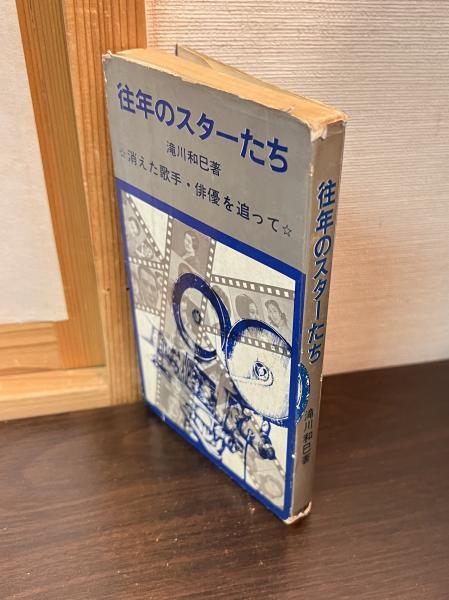 往年のスターたち
滝川和巳著
☆消えた歌手・俳優を追って☆
往年のスターたち
滝川和巳著